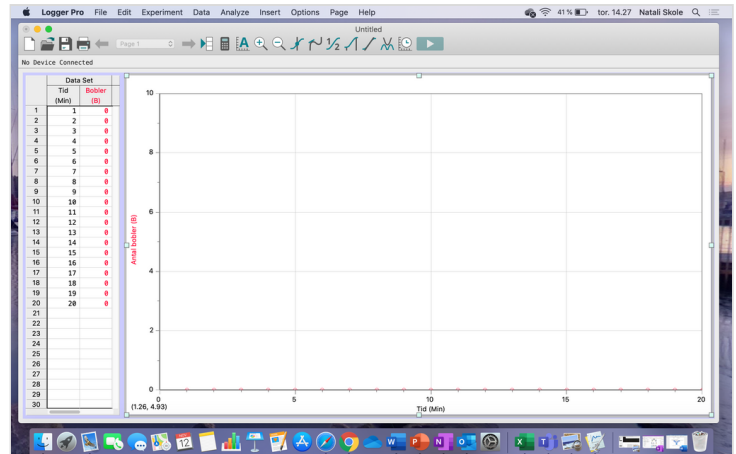 Logger Pro File Edit Experiment Data Analyze Insert Options Page Help 41 % tor. 14.27 Natali Skole
Untitled
Page 1
No Device Connected
Data Set
Tid Bobler
(Min) (B)
1 1 0
2 2 0
3 3 0
4 4 0
5 5 0
6 6 0
7 7 0
8 8 0
9 9 0
10 10 0
11 11 0
12 12 0
13 13 0
14 14 0
15 15 0
16 16 0
17 17 0
18 18 0
19 19 0
20 20 0
21
22
23
24
25
26
27
28
29
30
10
8
6
4
2
0
Antal bobler (B)
0 5 10 15 20
(1.26, 4.93)
Tid (Min)
12